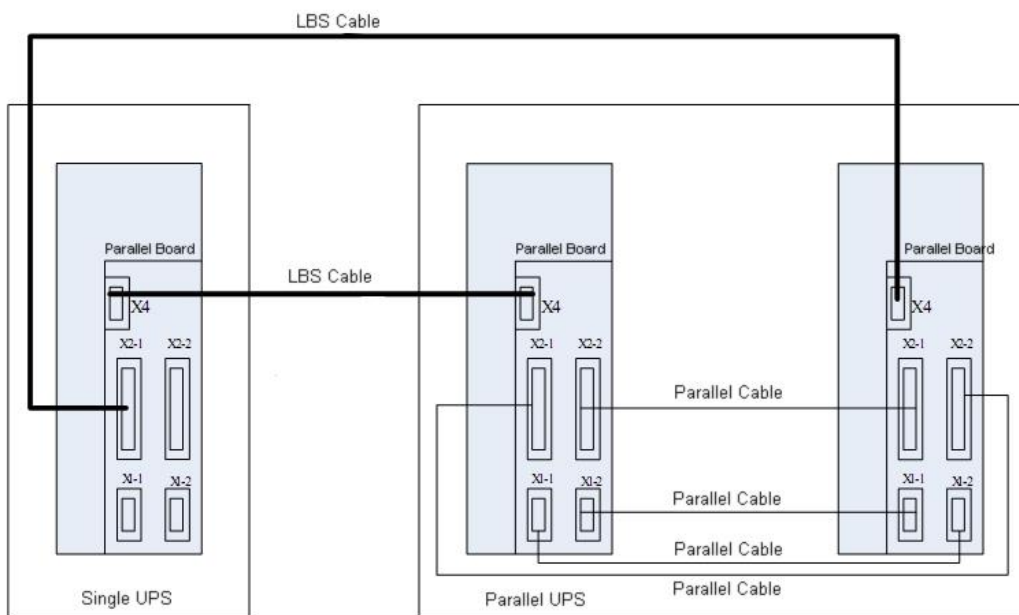 LBS Cable
Parallel Board
Parallel Board
Parallel Board
LBS Cable
X4
X4
X4
X2-1 X2-2
X2-1 X2-2
X2-1 X2-2
Parallel Cable
X1-1 X1-2
X1-1 X1-2
X1-1 X1-2
Parallel Cable
Parallel Cable
Parallel Cable
Single UPS
Parallel UPS